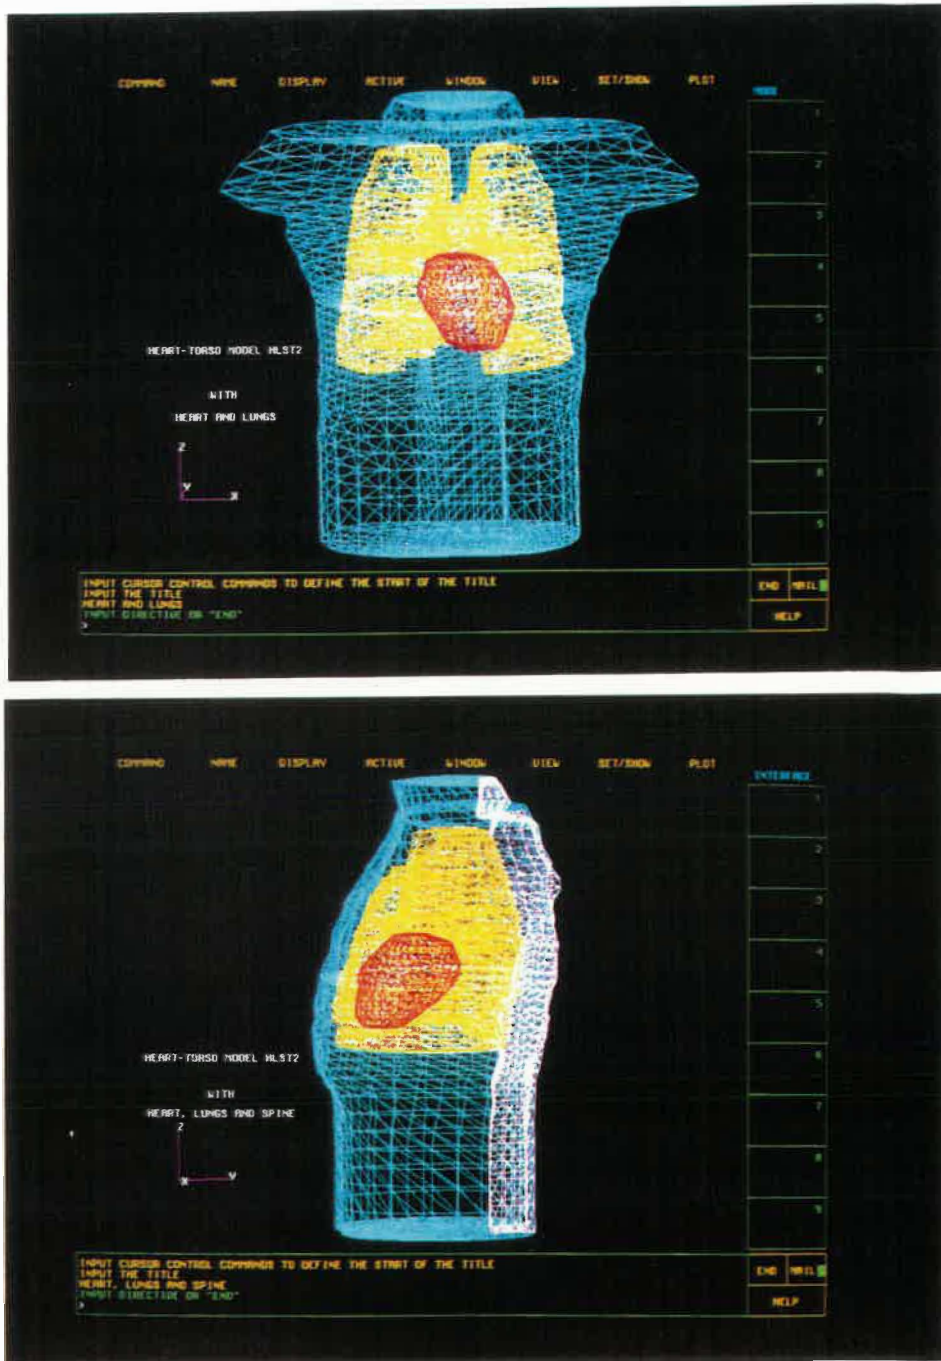 COMMAND NAME DISPLAY ACTIVE WINDOW VIEW SET/SHOW PLOT
MODE
1
2
3
4
5
6
7
8
9
HEART-TORSO MODEL HLST2
WITH
HEART AND LUNGS
Z
Y X
INPUT CURSOR CONTROL COMMANDS TO DEFINE THE START OF THE TITLE
INPUT THE TITLE
HEART AND LUNGS
INPUT DIRECTIVE OR "END"
>
END MAIL
HELP
COMMAND NAME DISPLAY ACTIVE WINDOW VIEW SET/SHOW PLOT
INTERFACE
1
2
3
4
5
6
7
8
9
HEART-TORSO MODEL HLST2
WITH
HEART, LUNGS AND SPINE
Z
X Y
INPUT CURSOR CONTROL COMMANDS TO DEFINE THE START OF THE TITLE
INPUT THE TITLE
HEART, LUNGS AND SPINE
INPUT DIRECTIVE OR "END"
>
END MAIL
HELP